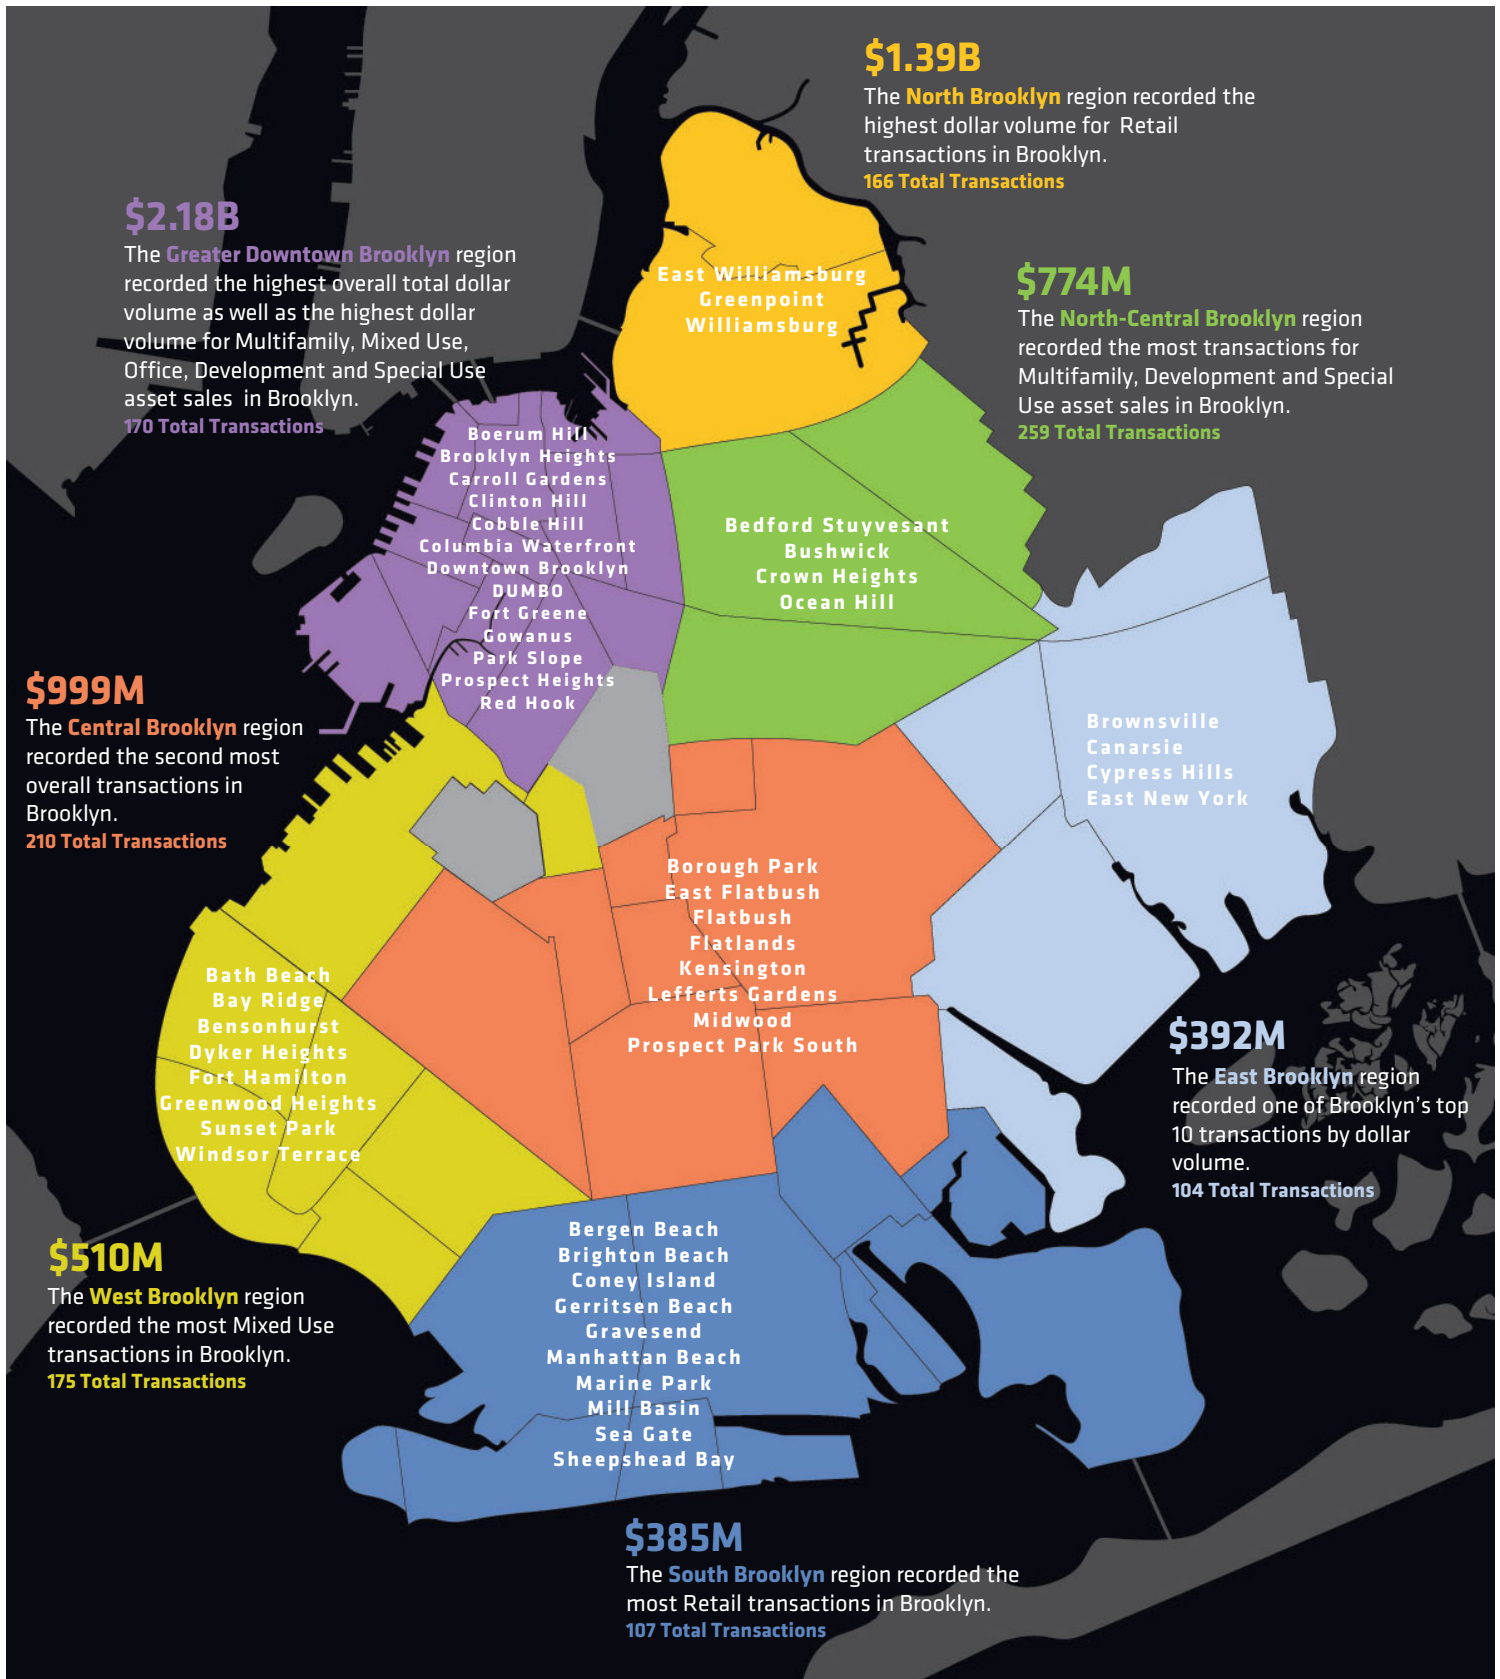 $1.39B
The North Brooklyn region recorded the
highest dollar volume for Retail
transactions in Brooklyn.
166 Total Transactions
$2.18B
The Greater Downtown Brooklyn region
recorded the highest overall total dollar
volume as well as the highest dollar
volume for Multifamily, Mixed Use,
Office, Development and Special Use
asset sales in Brooklyn.
170 Total Transactions
East Williamsburg
Greenpoint
Williamsburg
$774M
The North-Central Brooklyn region
recorded the most transactions for
Multifamily, Development and Special
Use asset sales in Brooklyn.
259 Total Transactions
Boerum Hill
Brooklyn Heights
Carroll Gardens
Clinton Hill
Cobble Hill
Columbia Waterfront
Downtown Brooklyn
DUMBO
Fort Greene
Gowanus
Park Slope
Prospect Heights
Red Hook
Bedford Stuyvesant
Bushwick
Crown Heights
Ocean Hill
$999M
The Central Brooklyn region
recorded the second most
overall transactions in
Brooklyn.
210 Total Transactions
Brownsville
Canarsie
Cypress Hills
East New York
Borough Park
East Flatbush
Flatbush
Flatlands
Kensington
Lefferts Gardens
Midwood
Prospect Park South
Bath Beach
Bay Ridge
Bensonhurst
Dyker Heights
Fort Hamilton
Greenwood Heights
Sunset Park
Windsor Terrace
$392M
The East Brooklyn region
recorded one of Brooklyn's top
10 transactions by dollar
volume.
104 Total Transactions
$510M
The West Brooklyn region
recorded the most Mixed Use
transactions in Brooklyn.
175 Total Transactions
Bergen Beach
Brighton Beach
Coney Island
Gerritsen Beach
Gravesend
Manhattan Beach
Marine Park
Mill Basin
Sea Gate
Sheepshead Bay
$385M
The South Brooklyn region recorded the
most Retail transactions in Brooklyn.
107 Total Transactions